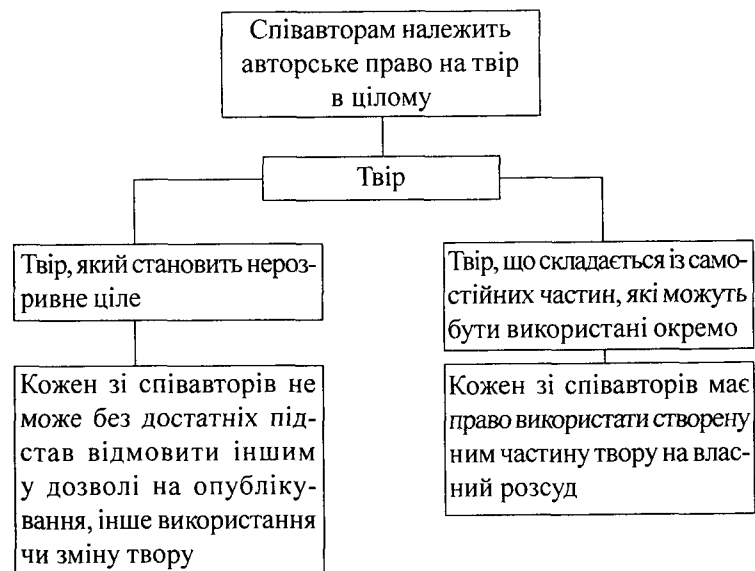 Співавторам належить
авторське право на твір
в цілому
Твір
Твір, який становить нероз-
ривне ціле
Твір, що складається із само-
стійних частин, які можуть
бути використані окремо
Кожен зі співавторів не
може без достатніх під-
став відмовити іншим
у дозволі на опубліку-
вання, інше використання
чи зміну твору
Кожен зі співавторів має
право використати створену
ним частину твору на влас-
ний розсуд